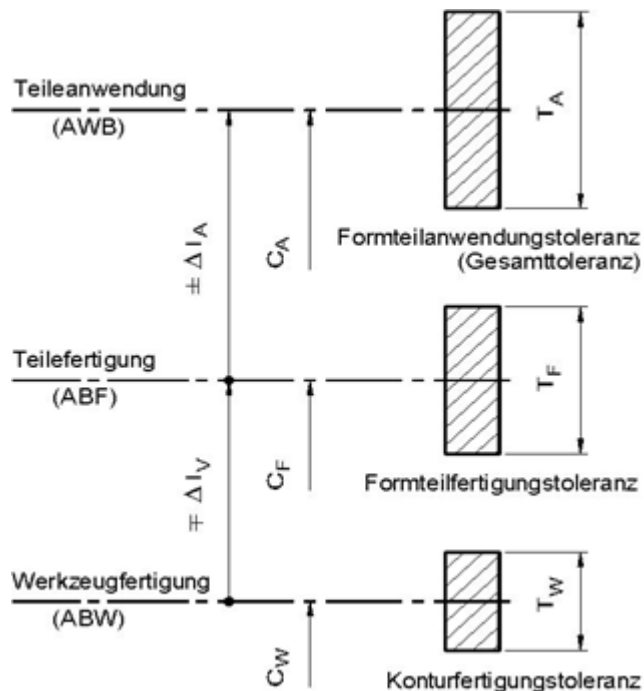 Teileanwendung
(AWB)
T_A
± Δ l_A
C_A
Formteilanwendungstoleranz
(Gesamttoleranz)
Teilefertigung
(ABF)
T_F
∓ Δ l_V
C_F
Formteilfertigungstoleranz
Werkzeugfertigung
(ABW)
T_W
C_W
Konturfertigungstoleranz